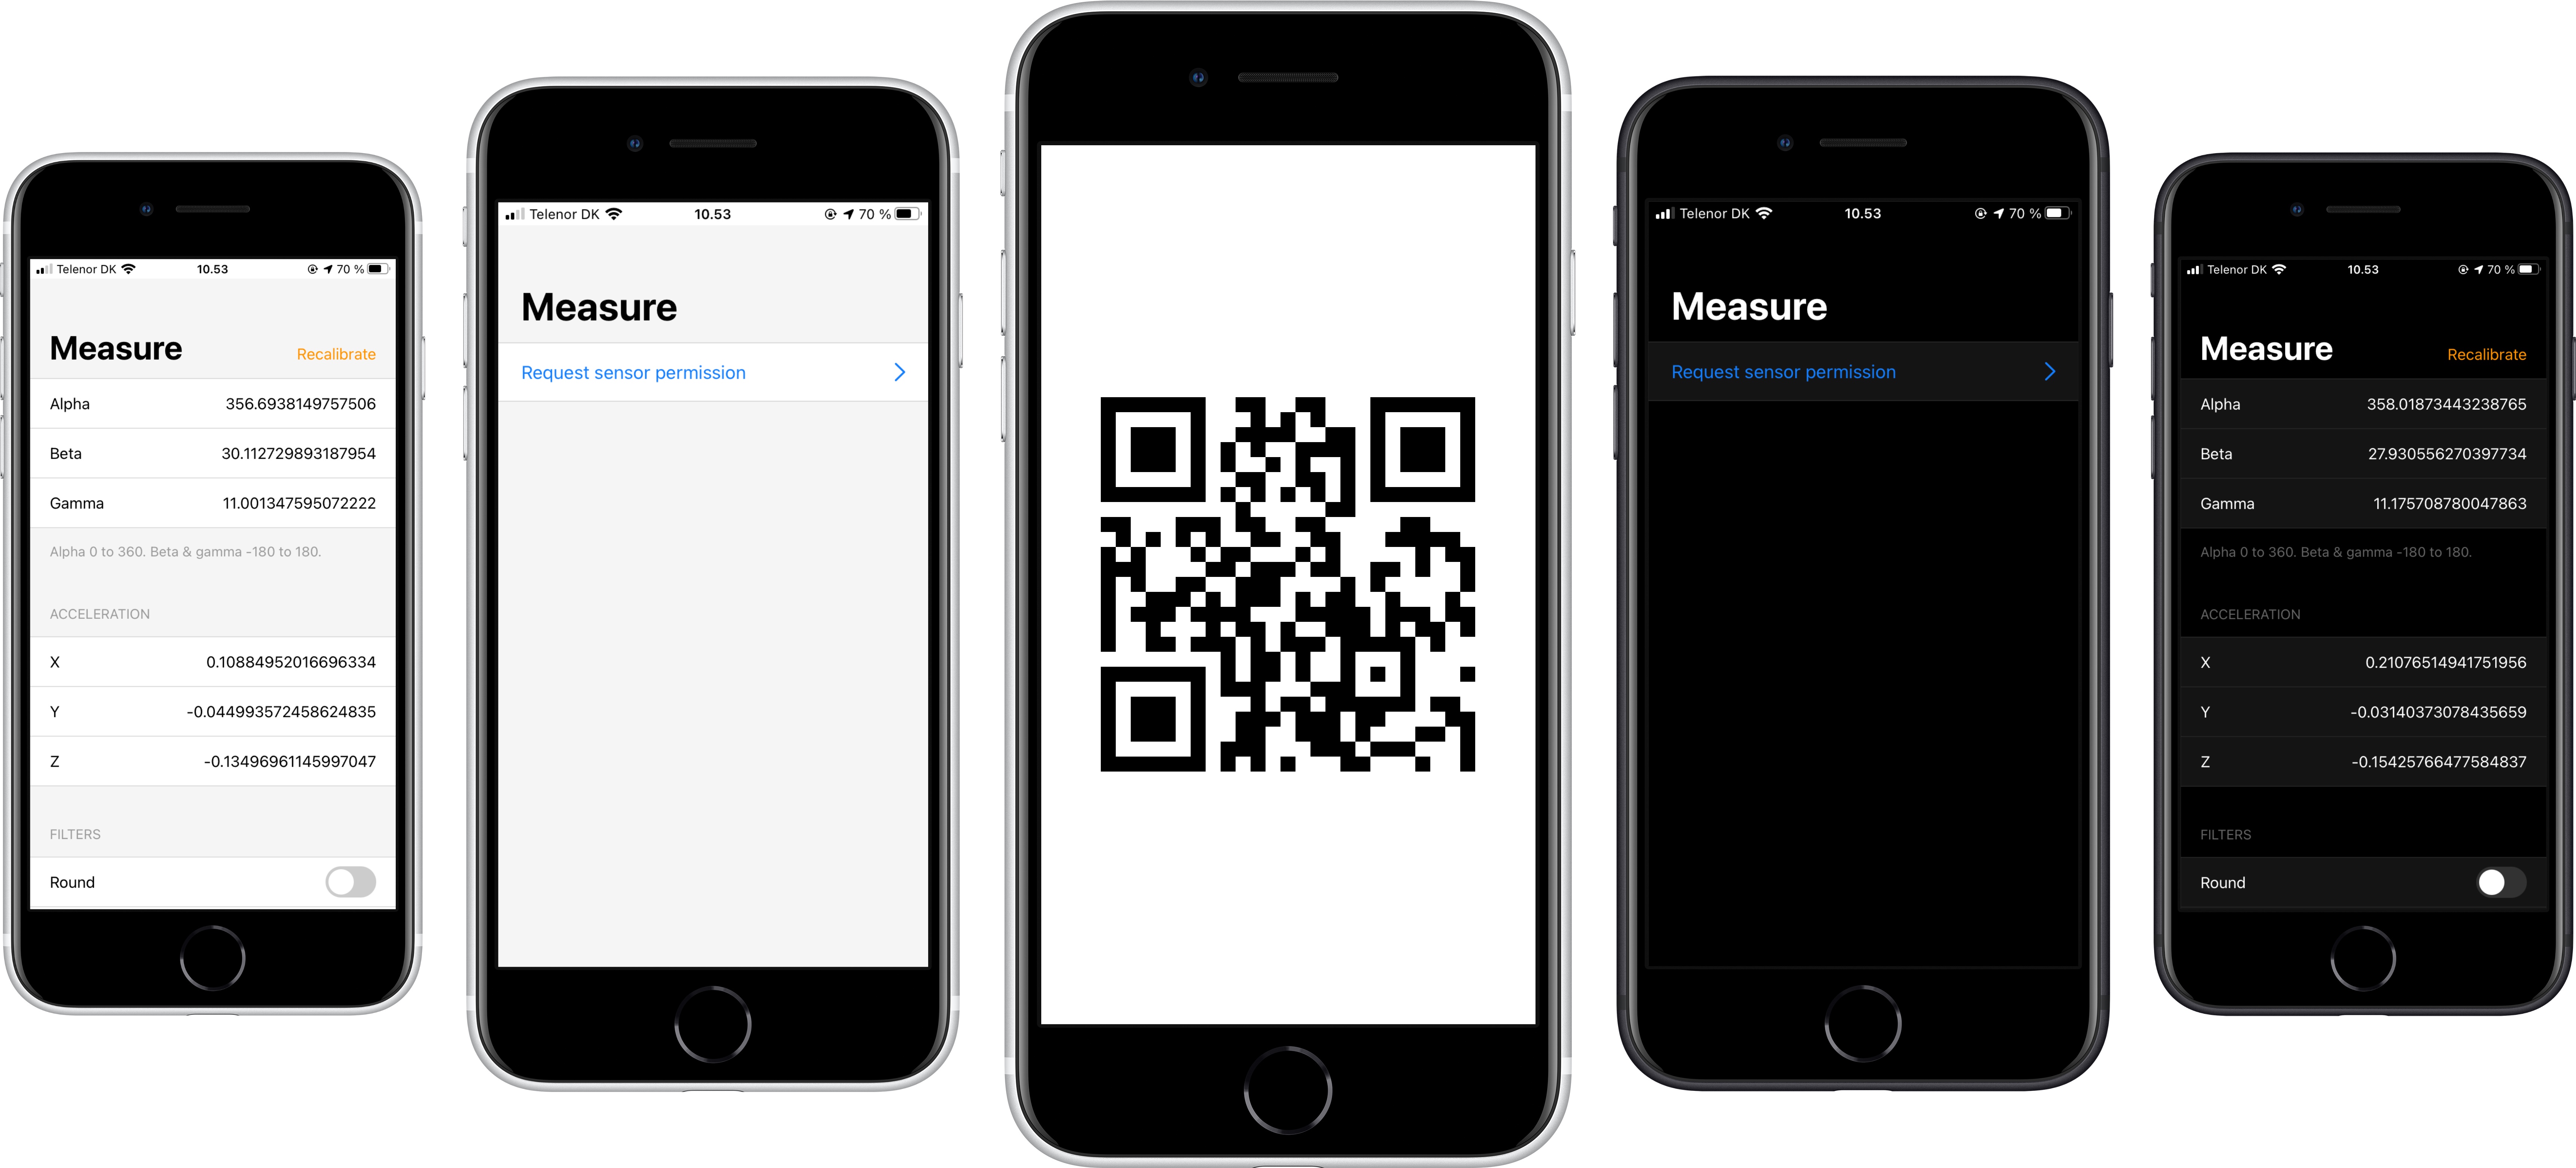 Telenor DK 10.53 70 %
Measure Recalibrate
Alpha 356.6938149757506
Beta 30.112729893187954
Gamma 11.001347595072222
Alpha 0 to 360. Beta & gamma -180 to 180.
ACCELERATION
X 0.10884952016696334
Y -0.044993572458624835
Z -0.13496961145997047
FILTERS
Round
Telenor DK 10.53 70 %
Measure
Request sensor permission
Telenor DK 10.53 70 %
Measure
Request sensor permission
Telenor DK 10.53 70 %
Measure Recalibrate
Alpha 358.01873443238765
Beta 27.930556270397734
Gamma 11.175708780047863
Alpha 0 to 360. Beta & gamma -180 to 180.
ACCELERATION
X 0.21076514941751956
Y -0.03140373078435659
Z -0.15425766477584837
FILTERS
Round